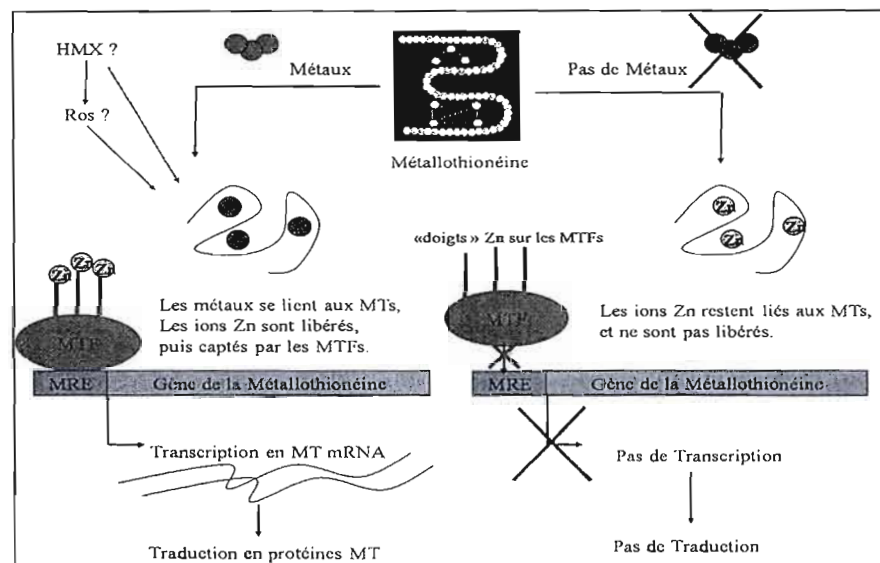 HMX ?
Métaux
Pas de Métaux
Ros ?
Métallothionéine
Zn
Zn
Zn
«doigts» Zn sur les MTFs
Zn
Zn
Zn
Les métaux se lient aux MTs,
Les ions Zn sont libérés,
puis captés par les MTFs.
MTF
MTF
Les ions Zn restent liés aux MTs,
et ne sont pas libérés.
MRE
Gène de la Métallothionéine
MRE
Gène de la Métallothionéine
Transcription en MT mRNA
Pas de Transcription
Traduction en protéines MT
Pas de Traduction